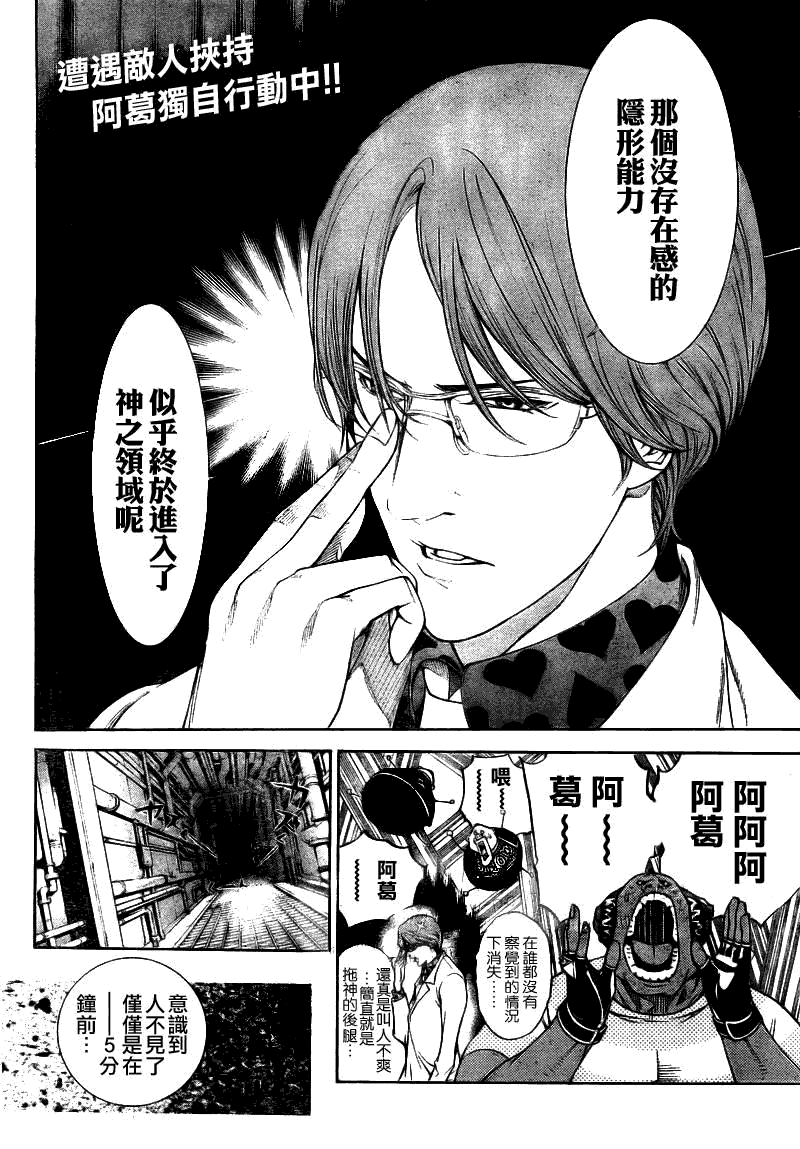 遭遇敵人挾持
阿葛獨自行動中!!
那個沒存在感的
隱形能力
似乎終於進入了
神之領域呢
阿阿阿
阿葛
阿~~
葛~~
喂~~
~~阿葛
在誰都沒有
察覺到的情況
下消失……
還真是叫人不爽
…簡直就是
拖神的後腿…
意識到
人不見了
僅僅是在
——5分
鐘前…